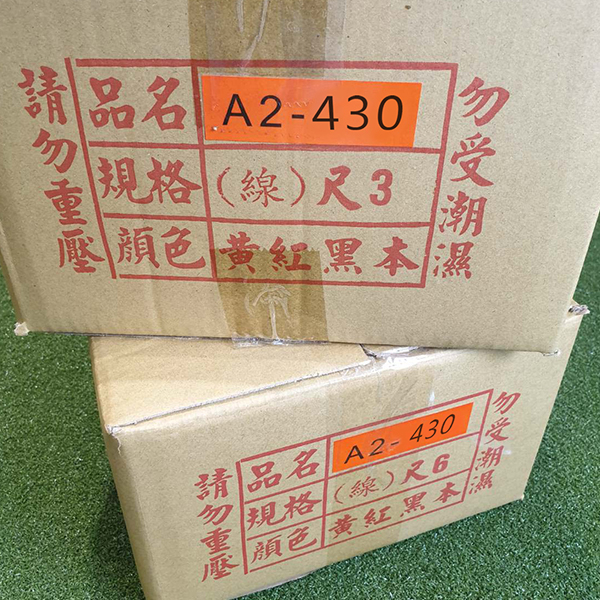 請勿重壓
品名 A2-430
規格 (線)尺3
顏色 黃紅黑本
勿受潮濕
請勿重壓
品名 A2-430
規格 (線)尺6
顏色 黃紅黑本
勿受潮濕